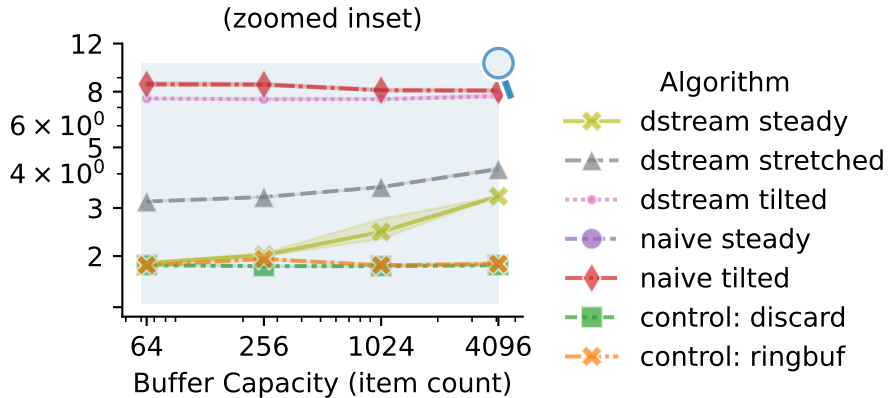 (zoomed inset)
12
8
6 × 10⁰
5
4 × 10⁰
3
2
64 256 1024 4096
Buffer Capacity (item count)
Algorithm
dstream steady
dstream stretched
dstream tilted
naive steady
naive tilted
control: discard
control: ringbuf